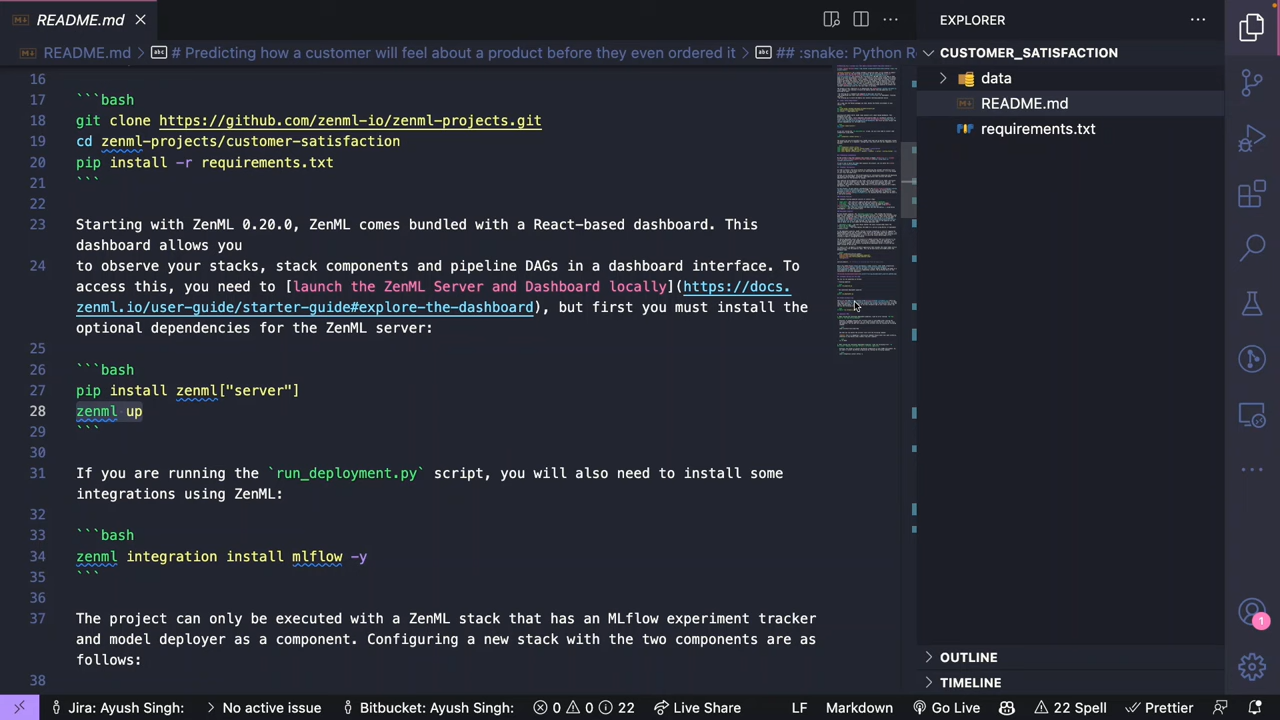 README.md
EXPLORER
README.md
# Predicting how a customer will feel about a product before they even ordered it
## :snake: Python R
CUSTOMER_SATISFACTION
data
README.md
requirements.txt
16
17 ```bash
18 git clone https://github.com/zenml-io/zenml-projects.git
19 cd zenml-projects/customer-satisfaction
20 pip install -r requirements.txt
21 ```
22
23 Starting with ZenML 0.20.0, ZenML comes bundled with a React-based dashboard. This
dashboard allows you
24 to observe your stacks, stack components and pipeline DAGs in a dashboard interface. To
access this, you need to [launch the ZenML Server and Dashboard locally](https://docs.
zenml.io/user-guide/starter-guide#explore-the-dashboard), but first you must install the
optional dependencies for the ZenML server:
25
26 ```bash
27 pip install zenml["server"]
28 zenml up
29 ```
30
31 If you are running the `run_deployment.py` script, you will also need to install some
integrations using ZenML:
32
33 ```bash
34 zenml integration install mlflow -y
35 ```
36
37 The project can only be executed with a ZenML stack that has an MLflow experiment tracker
and model deployer as a component. Configuring a new stack with the two components are as
follows:
38
OUTLINE
TIMELINE
1
Jira: Ayush Singh:
No active issue
Bitbucket: Ayush Singh:
0 0 22
Live Share
LF
Markdown
Go Live
22 Spell
Prettier